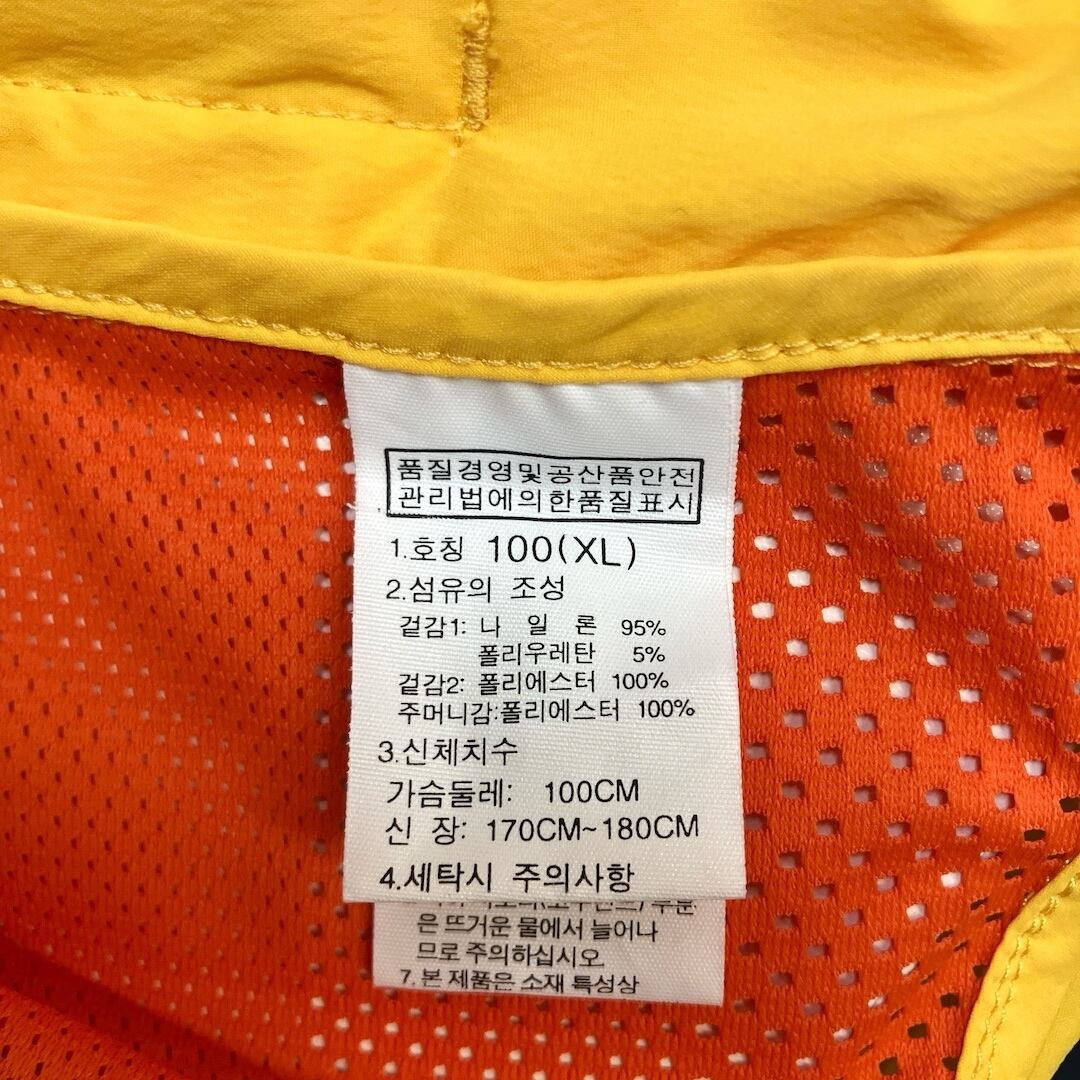 품질경영및공산품안전
관리법에의한품질표시
1.호칭 100(XL)
2.섬유의 조성
겉감1: 나 일 론 95%
폴리우레탄 5%
겉감2: 폴리에스터 100%
주머니감:폴리에스터 100%
3.신체치수
가슴둘레: 100CM
신 장: 170CM~180CM
4.세탁시 주의사항
부분
은 뜨거운 물에서 늘어나
므로 주의하십시오.
7.본 제품은 소재 특성상